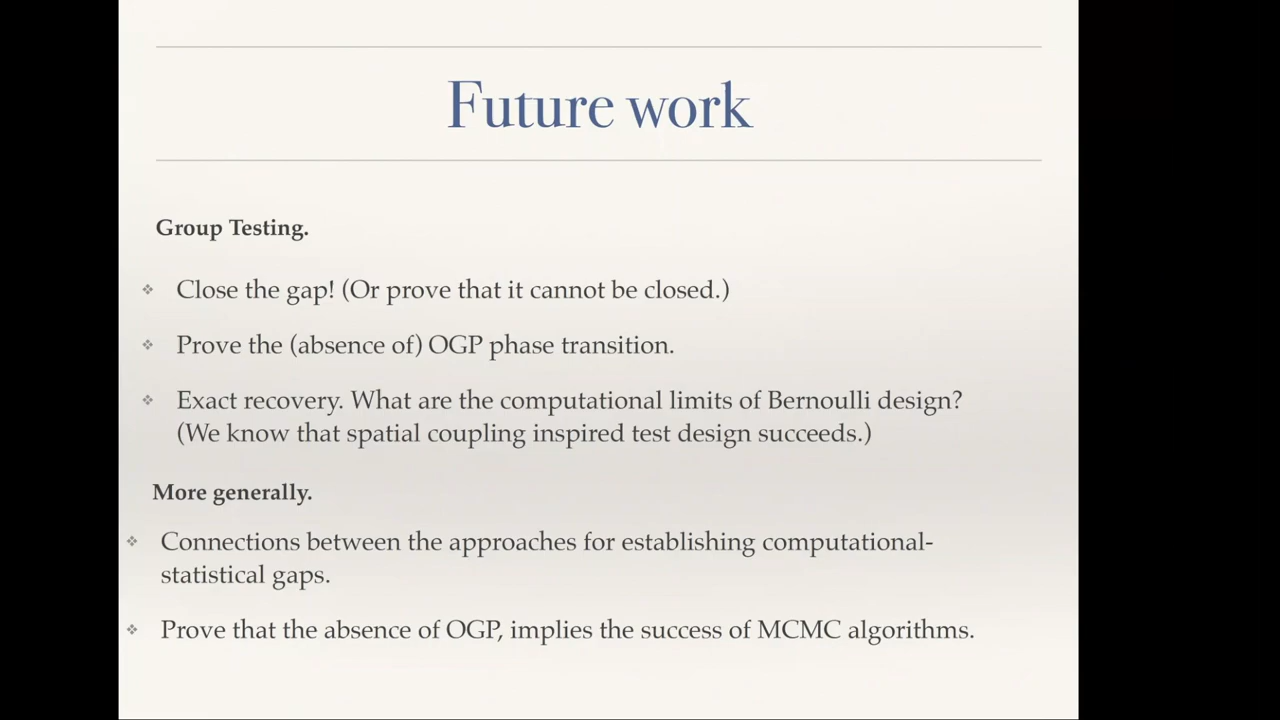 Future work
Group Testing.
❖ Close the gap! (Or prove that it cannot be closed.)
❖ Prove the (absence of) OGP phase transition.
❖ Exact recovery. What are the computational limits of Bernoulli design?
(We know that spatial coupling inspired test design succeeds.)
More generally.
❖ Connections between the approaches for establishing computational-
statistical gaps.
❖ Prove that the absence of OGP, implies the success of MCMC algorithms.